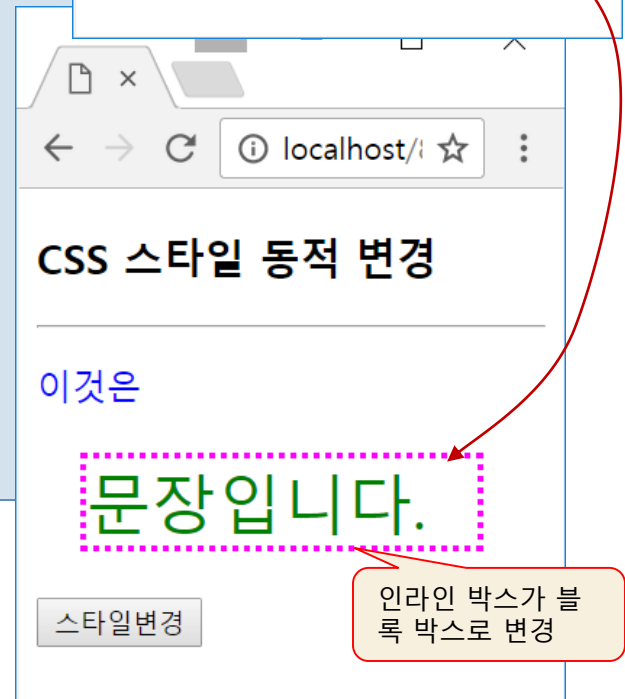 localhost/
CSS 스타일 동적 변경
이것은
문장입니다.
인라인 박스가 블
록 박스로 변경
스타일변경